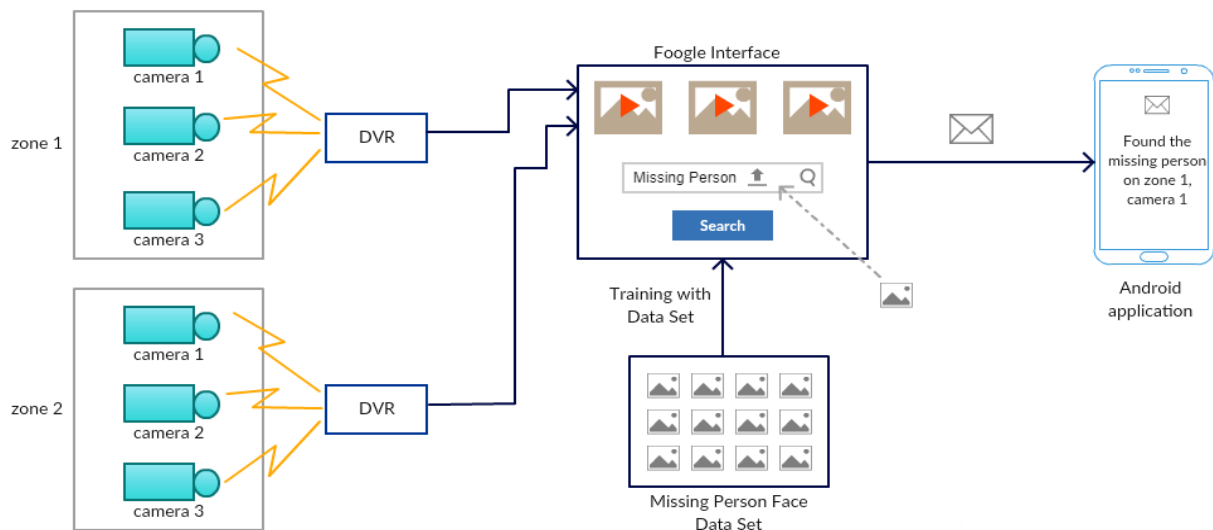 zone 1
camera 1
camera 2
camera 3
DVR
zone 2
camera 1
camera 2
camera 3
DVR
Foogle Interface
Missing Person
Search
Training with
Data Set
Missing Person Face
Data Set
Found the
missing person
on zone 1,
camera 1
Android
application